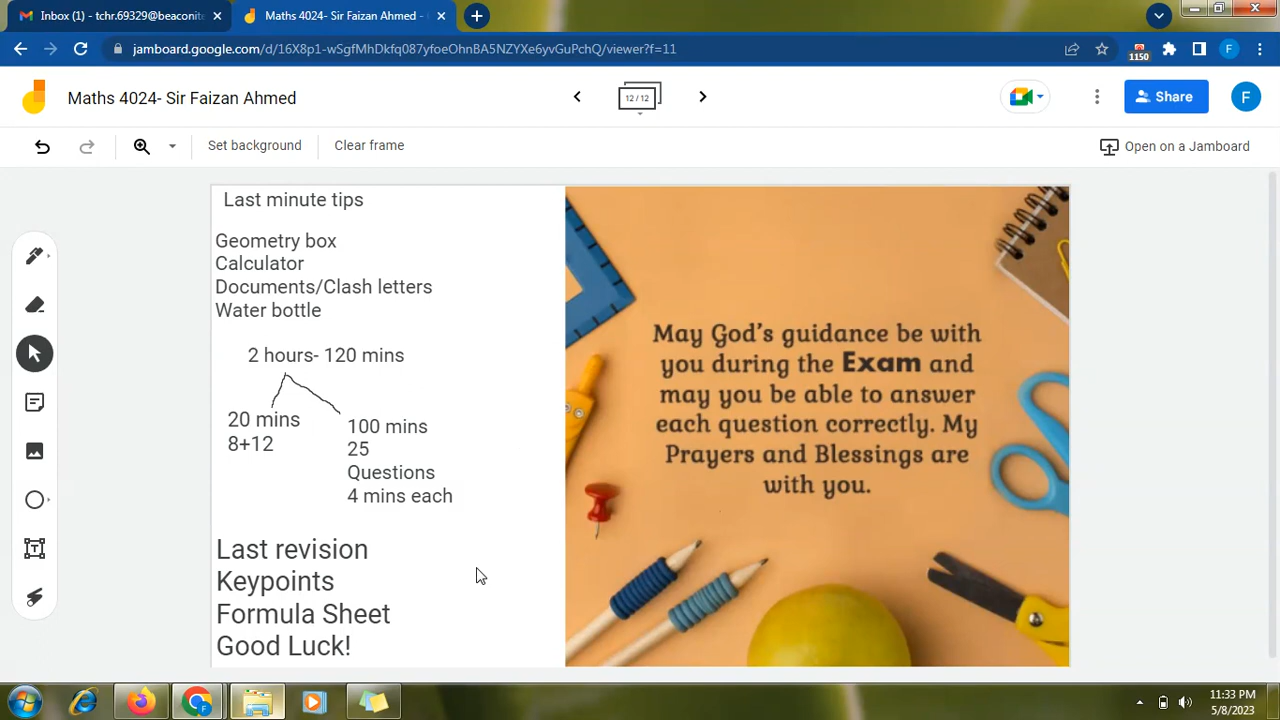 Inbox (1) - tchr.69329@beaconite
Maths 4024- Sir Faizan Ahmed -
jamboard.google.com/d/16X8p1-wSgfMhDkfq087yfoeOhnBA5NZYXe6yvGuPchQ/viewer?f=11
1150
F
Maths 4024- Sir Faizan Ahmed
12 / 12
Share
F
Set background
Clear frame
Open on a Jamboard
Last minute tips
Geometry box
Calculator
Documents/Clash letters
Water bottle
2 hours- 120 mins
20 mins
8+12
100 mins
25
Questions
4 mins each
Last revision
Keypoints
Formula Sheet
Good Luck!
May God's guidance be with
you during the Exam and
may you be able to answer
each question correctly. My
Prayers and Blessings are
with you.
11:33 PM
5/8/2023